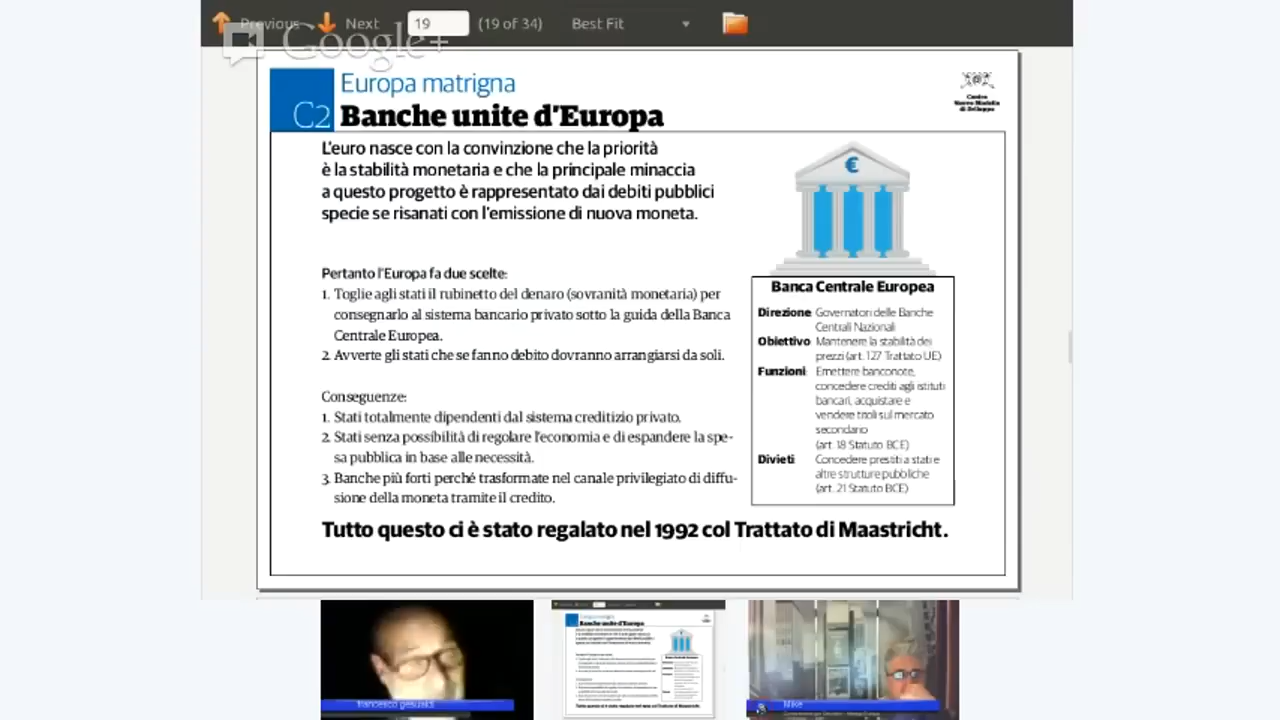 Previous Next 19 (19 of 34) Best Fit
Google+
Europa matrigna
C2 Banche unite d'Europa
Centro
Nuovo Modello
di Sviluppo
L'euro nasce con la convinzione che la priorità
è la stabilità monetaria e che la principale minaccia
a questo progetto è rappresentato dai debiti pubblici
specie se risanati con l'emissione di nuova moneta.
Pertanto l'Europa fa due scelte:
1. Toglie agli stati il rubinetto del denaro (sovranità monetaria) per
consegnarlo al sistema bancario privato sotto la guida della Banca
Centrale Europea.
2. Avverte gli stati che se fanno debito dovranno arrangiarsi da soli.
Conseguenze:
1. Stati totalmente dipendenti dal sistema creditizio privato.
2. Stati senza possibilità di regolare l'economia e di espandere la spe-
sa pubblica in base alle necessità.
3. Banche più forti perché trasformate nel canale privilegiato di diffu-
sione della moneta tramite il credito.
€
Banca Centrale Europea
Direzione Governatori delle Banche
Centrali Nazionali
Obiettivo Mantenere la stabilità dei
prezzi (art. 127 Trattato UE)
Funzioni: Emettere banconote,
concedere crediti agli istituti
bancari, acquistare e
vendere titoli sul mercato
secondario
(art. 18 Statuto BCE)
Divieti: Concedere prestiti a stati e
altre strutture pubbliche
(art. 21 Statuto BCE)
Tutto questo ci è stato regalato nel 1992 col Trattato di Maastricht.
francesco gesualdi
Mike